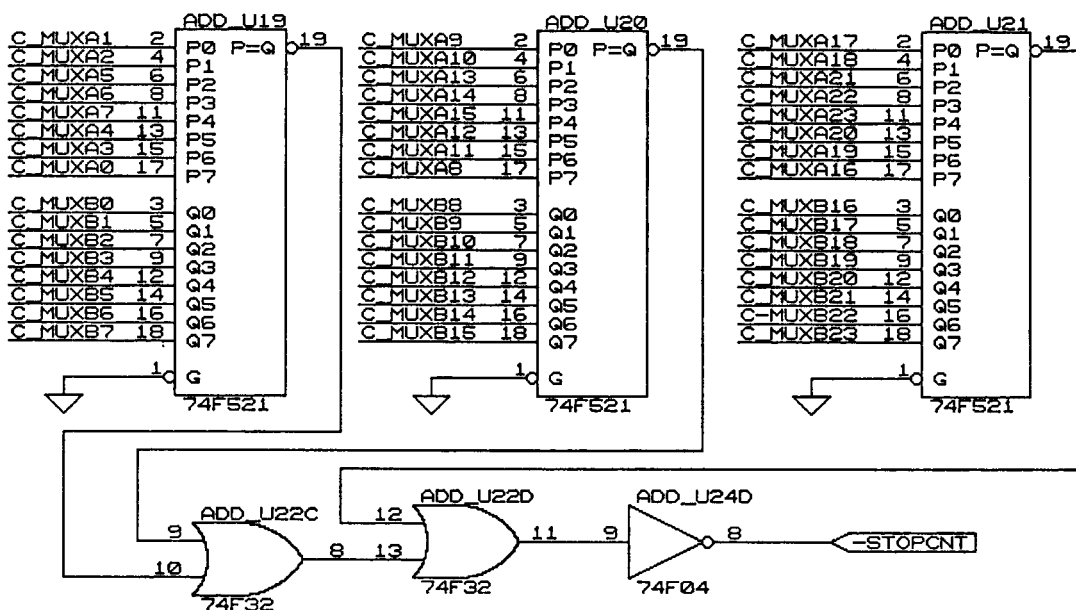 ADD_U19
C_MUXA1 2 P0 P=Q 19
C_MUXA2 4 P1
C_MUXA5 6 P2
C_MUXA6 8 P3
C_MUXA7 11 P4
C_MUXA4 13 P5
C_MUXA3 15 P6
C_MUXA0 17 P7
C_MUXB0 3 Q0
C_MUXB1 5 Q1
C_MUXB2 7 Q2
C_MUXB3 9 Q3
C_MUXB4 12 Q4
C_MUXB5 14 Q5
C_MUXB6 16 Q6
C_MUXB7 18 Q7
1 G
74F521
ADD_U20
C_MUXA9 2 P0 P=Q 19
C_MUXA10 4 P1
C_MUXA13 6 P2
C_MUXA14 8 P3
C_MUXA15 11 P4
C_MUXA12 13 P5
C_MUXA11 15 P6
C_MUXA8 17 P7
C_MUXB8 3 Q0
C_MUXB9 5 Q1
C_MUXB10 7 Q2
C_MUXB11 9 Q3
C_MUXB12 12 Q4
C_MUXB13 14 Q5
C_MUXB14 16 Q6
C_MUXB15 18 Q7
1 G
74F521
ADD_U21
C_MUXA17 2 P0 P=Q 19
C_MUXA18 4 P1
C_MUXA21 6 P2
C_MUXA22 8 P3
C_MUXA23 11 P4
C_MUXA20 13 P5
C_MUXA19 15 P6
C_MUXA16 17 P7
C_MUXB16 3 Q0
C_MUXB17 5 Q1
C_MUXB18 7 Q2
C_MUXB19 9 Q3
C_MUXB20 12 Q4
C_MUXB21 14 Q5
C-MUXB22 16 Q6
C_MUXB23 18 Q7
1 G
74F521
ADD_U22C
9
10
8
74F32
ADD_U22D
12
13
11
74F32
ADD_U24D
9
8
74F04
-STOPCNT